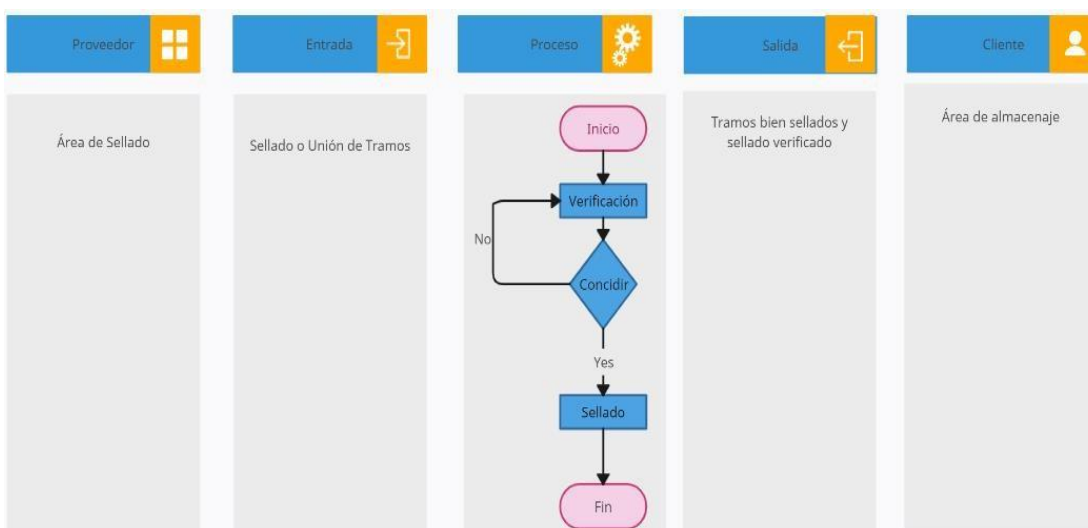 Proveedor
Entrada
Proceso
Salida
Cliente
Área de Sellado
Sellado o Unión de Tramos
Inicio
Verificación
No
Concidir
Yes
Sellado
Fin
Tramos bien sellados y
sellado verificado
Área de almacenaje